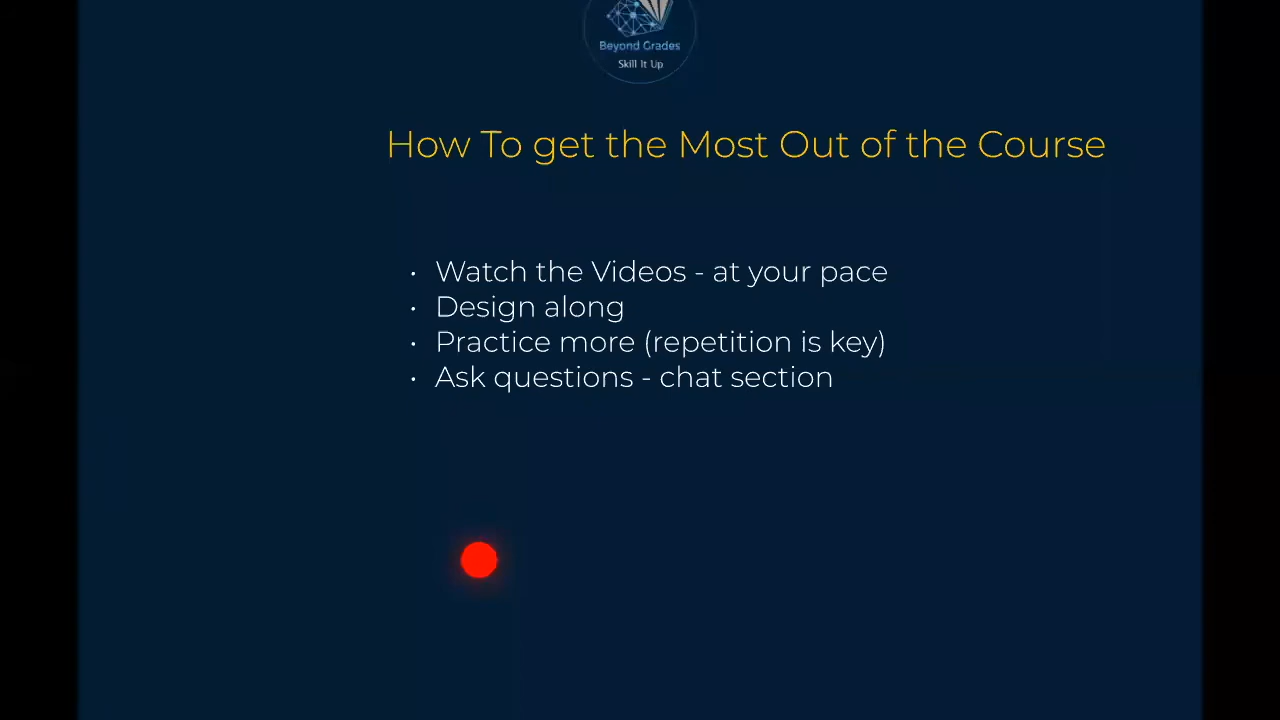 Beyond Grades
Skill It Up
How To get the Most Out of the Course
• Watch the Videos - at your pace
• Design along
• Practice more (repetition is key)
• Ask questions - chat section